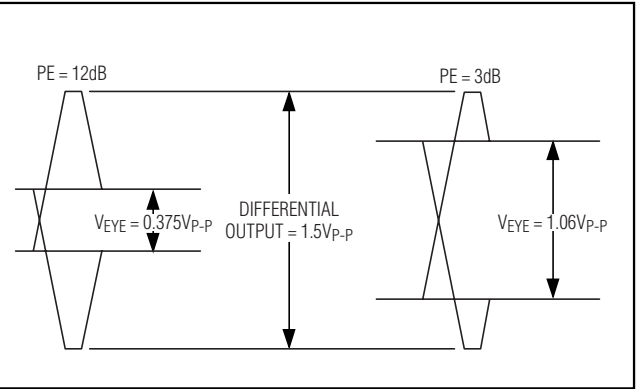 PE = 12dB
PE = 3dB
VEYE = 0.375VP-P
DIFFERENTIAL
OUTPUT = 1.5VP-P
VEYE = 1.06VP-P